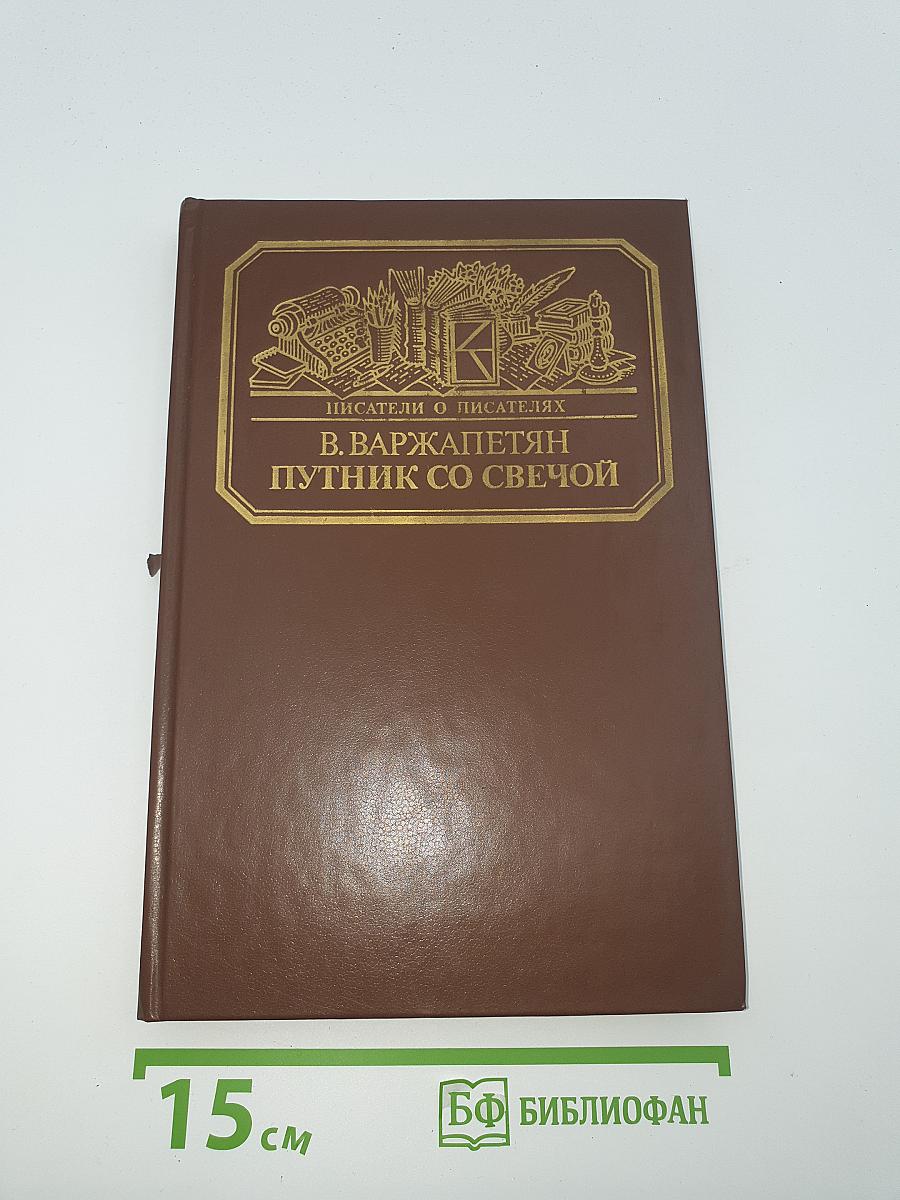 ПИСАТЕЛИ О ПИСАТЕЛЯХ
В. ВАРЖАПЕТЯН
ПУТНИК СО СВЕЧОЙ
15 см
БФ БИБЛИОФАН